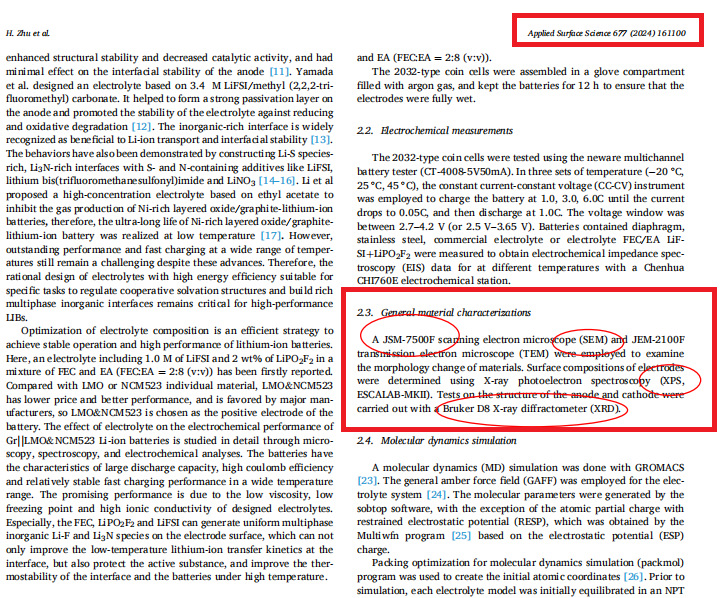 H. Zhu et al.
Applied Surface Science 677 (2024) 161100
enhanced structural stability and decreased catalytic activity, and had
minimal effect on the interfacial stability of the anode [11]. Yamada
et al. designed an electrolyte based on 3.4 M LiFSI/methyl (2,2,2-tri-
fluoromethyl) carbonate. It helped to form a strong passivation layer on
the anode and promoted the stability of the electrolyte against reducing
and oxidative degradation [12]. The inorganic-rich interface is widely
recognized as beneficial to Li-ion transport and interfacial stability [13].
The behaviors have also been demonstrated by constructing Li-S species-
rich, Li₃N-rich interfaces with S- and N-containing additives like LiFSI,
lithium bis(trifluoromethanesulfonyl)imide and LiNO₃ [14–16]. Li et al
proposed a high-concentration electrolyte based on ethyl acetate to
inhibit the gas production of Ni-rich layered oxide/graphite-lithium-ion
batteries, therefore, the ultra-long life of Ni-rich layered oxide/graphite-
lithium-ion battery was realized at low temperature [17]. However,
outstanding performance and fast charging at a wide range of temper-
atures still remain a challenging despite these advances. Therefore, the
rational design of electrolytes with high energy efficiency suitable for
specific tasks to regulate cooperative solvation structures and build rich
multiphase inorganic interfaces remains critical for high-performance
LIBs.
Optimization of electrolyte composition is an efficient strategy to
achieve stable operation and high performance of lithium-ion batteries.
Here, an electrolyte including 1.0 M of LiFSI and 2 wt% of LiPO₂F₂ in a
mixture of FEC and EA (FEC:EA = 2:8 (v:v)) has been firstly reported.
Compared with LMO or NCM523 individual material, LMO&NCM523
has lower price and better performance, and is favored by major man-
ufacturers, so LMO&NCM523 is chosen as the positive electrode of the
battery. The effect of electrolyte on the electrochemical performance of
Gr||LMO&NCM523 Li-ion batteries is studied in detail through micro-
scopy, spectroscopy, and electrochemical analyses. The batteries have
the characteristics of large discharge capacity, high coulomb efficiency
and relatively stable fast charging performance in a wide temperature
range. The promising performance is due to the low viscosity, low
freezing point and high ionic conductivity of designed electrolytes.
Especially, the FEC, LiPO₂F₂ and LiFSI can generate uniform multiphase
inorganic Li-F and Li₃N species on the electrode surface, which can not
only improve the low-temperature lithium-ion transfer kinetics at the
interface, but also protect the active substance, and improve the ther-
mostability of the interface and the batteries under high temperature.
and EA (FEC:EA = 2:8 (v:v)).
The 2032-type coin cells were assembled in a glove compartment
filled with argon gas, and kept the batteries for 12 h to ensure that the
electrodes were fully wet.
2.2. Electrochemical measurements
The 2032-type coin cells were tested using the neware multichannel
battery tester (CT-4008-5V50mA). In three sets of temperature (−20 °C,
25 °C, 45 °C), the constant current-constant voltage (CC-CV) instrument
was employed to charge the battery at 1.0, 3.0, 6.0C until the current
drops to 0.05C, and then discharge at 1.0C. The voltage window was
between 2.7–4.2 V (or 2.5 V–3.65 V). Batteries contained diaphragm,
stainless steel, commercial electrolyte or electrolyte FEC/EA LiF-
SI+LiPO₂F₂ were measured to obtain electrochemical impedance spec-
troscopy (EIS) data for at different temperatures with a Chenhua
CHI760E electrochemical station.
2.3. General material characterizations
A JSM-7500F scanning electron microscope (SEM) and JEM-2100F
transmission electron microscope (TEM) were employed to examine
the morphology change of materials. Surface compositions of electrodes
were determined using X-ray photoelectron spectroscopy (XPS,
ESCALAB-MKII). Tests on the structure of the anode and cathode were
carried out with a Bruker D8 X-ray diffractometer (XRD).
2.4. Molecular dynamics simulation
A molecular dynamics (MD) simulation was done with GROMACS
[23]. The general amber force field (GAFF) was employed for the elec-
trolyte system [24]. The molecular parameters were generated by the
sobtop software, with the exception of the atomic partial charge with
restrained electrostatic potential (RESP), which was obtained by the
Multiwfn program [25] based on the electrostatic potential (ESP)
charge.
Packing optimization for molecular dynamics simulation (packmol)
program was used to create the initial atomic coordinates [26]. Prior to
simulation, each electrolyte model was initially equilibrated in an NPT